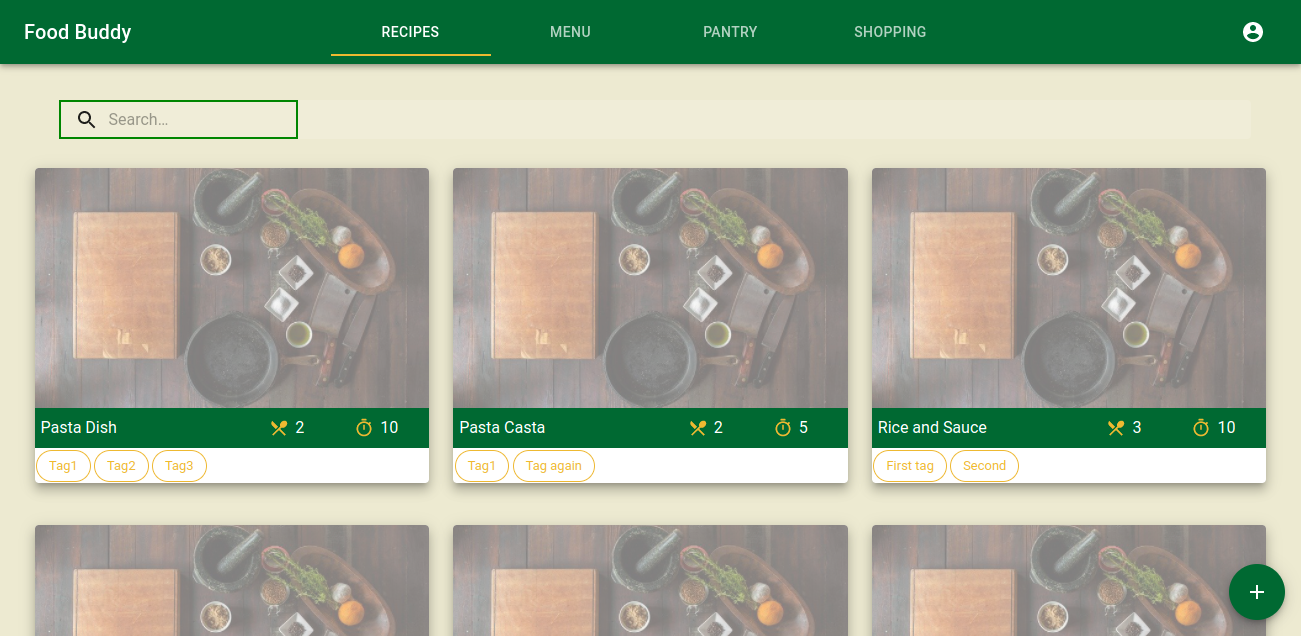 Food Buddy
RECIPES
MENU
PANTRY
SHOPPING
Search...
Pasta Dish 2 10
Tag1 Tag2 Tag3
Pasta Casta 2 5
Tag1 Tag again
Rice and Sauce 3 10
First tag Second